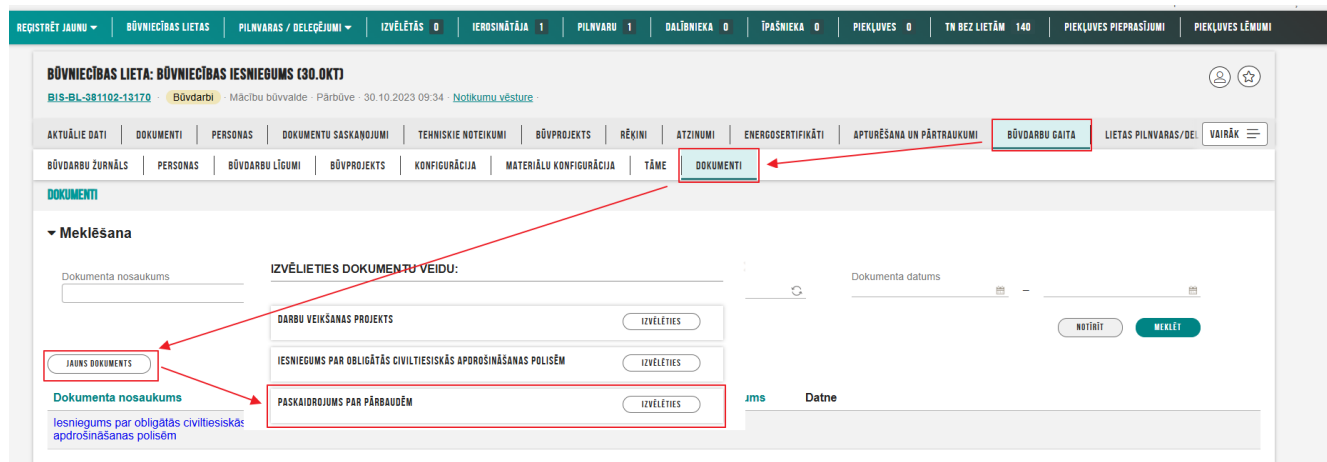 REĢISTRĒT JAUNU BŪVNIECĪBAS LIETAS PILNVARAS / DELEĢĒJUMI IZVĒLĒTĀS 0 IEROSINĀTĀJA 1 PILNVARU 1 DALĪBNIEKA 0 ĪPAŠNIEKA 0 PIEKĻUVES 0 TN BEZ LIETĀM 140 PIEKĻUVES PIEPRASĪJUMI PIEKĻUVES LĒMUMI
BŪVNIECĪBAS LIETA: BŪVNIECĪBAS IESNIEGUMS (30.OKT)
BIS-BL-381102-13170 · Būvdarbi · Mācību būvvalde · Pārbūve · 30.10.2023 09:34 · Notikumu vēsture ·
AKTUĀLIE DATI DOKUMENTI PERSONAS DOKUMENTU SASKAŅOJUMI TEHNISKIE NOTEIKUMI BŪVPROJEKTS RĒĶINI ATZINUMI ENERGOSERTIFIKĀTI APTURĒŠANA UN PĀRTRAUKUMI BŪVDARBU GAITA LIETAS PILNVARAS/DEL VAIRĀK
BŪVDARBU ŽURNĀLS PERSONAS BŪVDARBU LĪGUMI BŪVPROJEKTS KONFIGURĀCIJA MATERIĀLU KONFIGURĀCIJA TĀME DOKUMENTI
DOKUMENTI
Meklēšana
Dokumenta nosaukums IZVĒLIETIES DOKUMENTU VEIDU: Dokumenta datums
–
DARBU VEIKŠANAS PROJEKTS IZVĒLĒTIES NOTĪRĪT MEKLĒT
JAUNS DOKUMENTS IESNIEGUMS PAR OBLIGĀTĀS CIVILTIESISKĀS APDROŠINĀŠANAS POLISĒM IZVĒLĒTIES
Dokumenta nosaukums PASKAIDROJUMS PAR PĀRBAUDĒM IZVĒLĒTIES ums Datne
Iesniegums par obligātās civiltiesiskās
apdrošināšanas polisēm